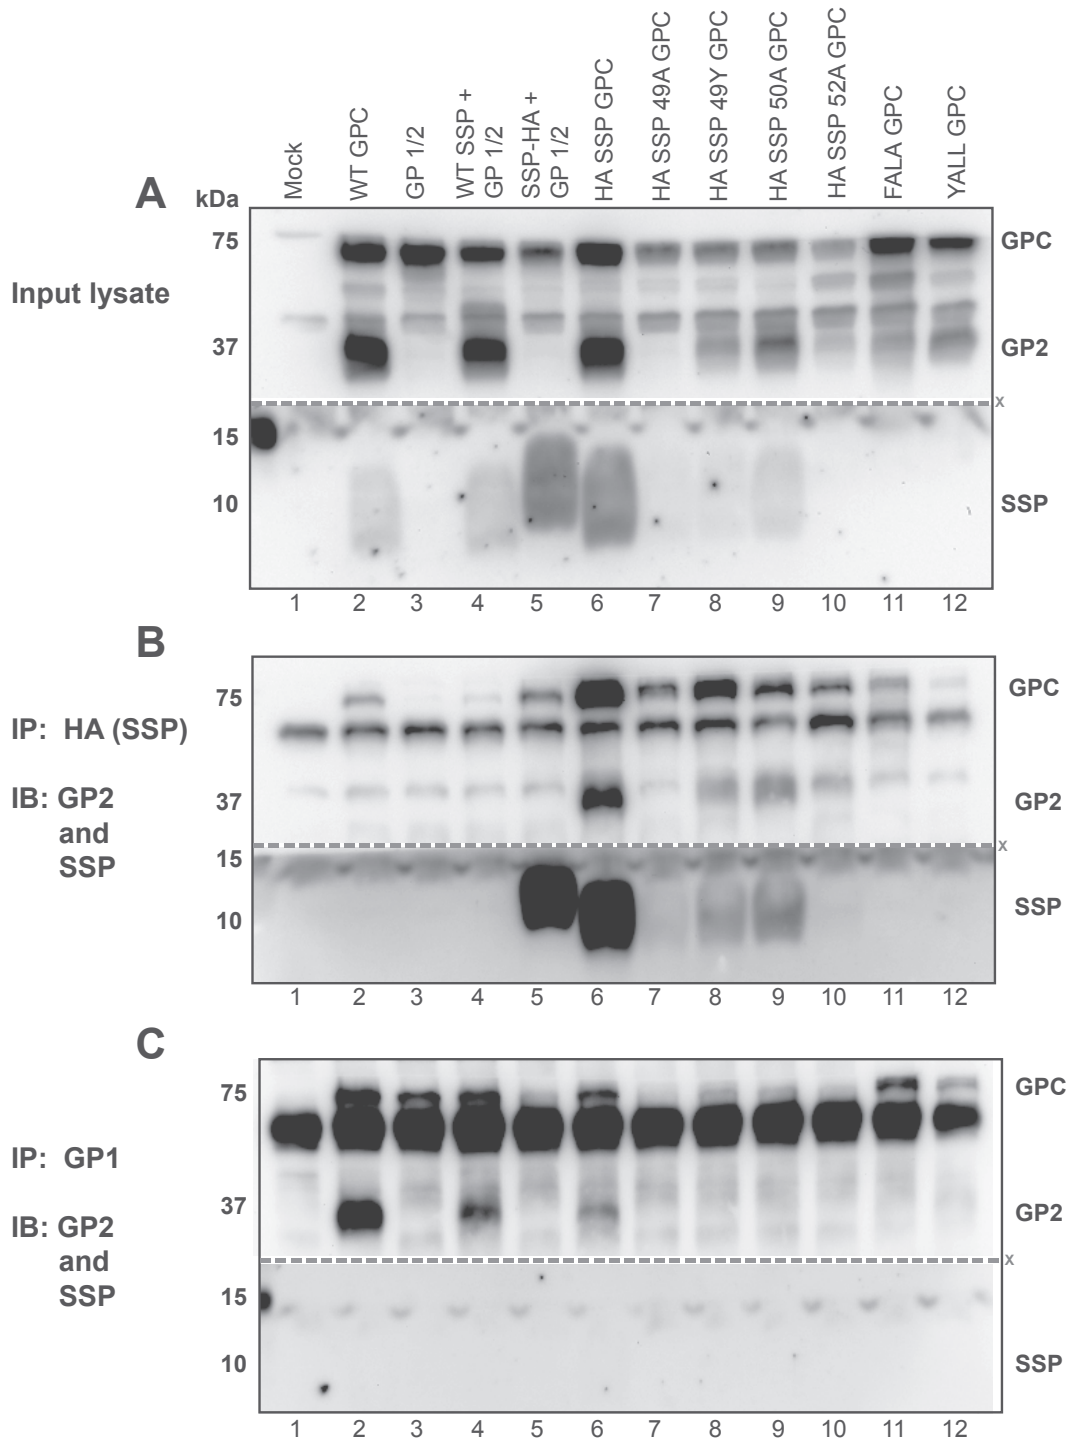 Mock
WT GPC
GP 1/2
WT SSP +
GP 1/2
SSP-HA +
GP 1/2
HA SSP GPC
HA SSP 49A GPC
HA SSP 49Y GPC
HA SSP 50A GPC
HA SSP 52A GPC
FALA GPC
YALL GPC
A
kDa
75
GPC
Input lysate
37
GP2
x
15
10
SSP
1 2 3 4 5 6 7 8 9 10 11 12
B
75
GPC
IP: HA (SSP)
IB: GP2
and
SSP
37
GP2
x
15
10
SSP
1 2 3 4 5 6 7 8 9 10 11 12
C
75
GPC
IP: GP1
37
GP2
IB: GP2
and
SSP
x
15
10
SSP
1 2 3 4 5 6 7 8 9 10 11 12